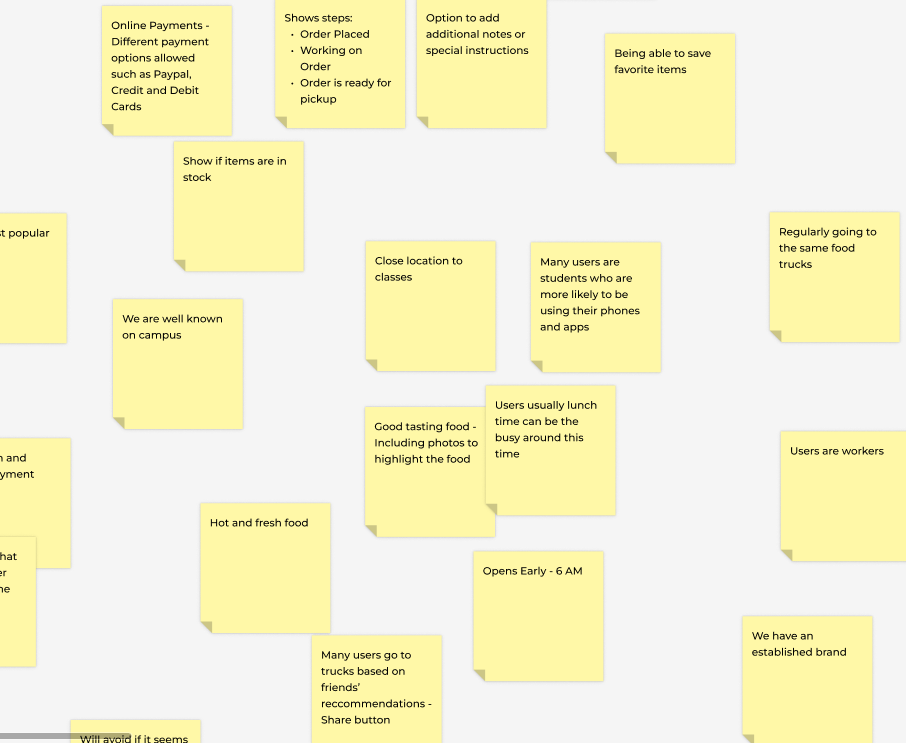 Online Payments -
Different payment
options allowed
such as Paypal,
Credit and Debit
Cards
Shows steps:
• Order Placed
• Working on
Order
• Order is ready for
pickup
Option to add
additional notes or
special instructions
Being able to save
favorite items
Show if items are in
stock
popular
Close location to
classes
Many users are
students who are
more likely to be
using their phones
and apps
Regularly going to
the same food
trucks
We are well known
on campus
Good tasting food -
Including photos to
highlight the food
Users usually lunch
time can be the
busy around this
time
and
Users are workers
Hot and fresh food
Opens Early - 6 AM
Many users go to
trucks based on
friends’
reccommendations -
Share button
We have an
established brand
Will avoid if it seems